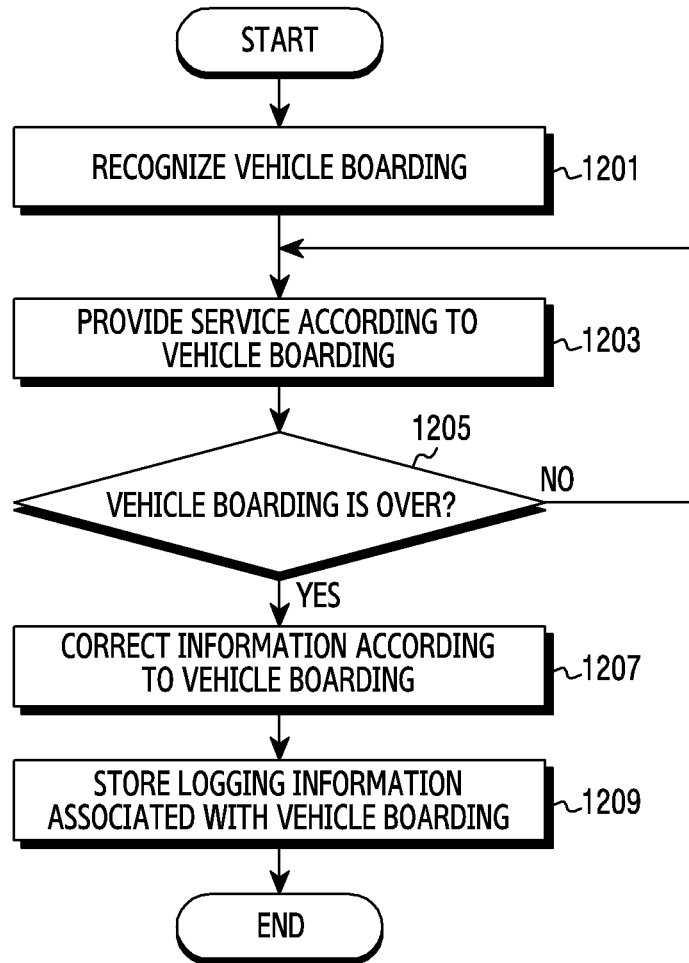 START
RECOGNIZE VEHICLE BOARDING
1201
PROVIDE SERVICE ACCORDING TO
VEHICLE BOARDING
1203
1205
VEHICLE BOARDING IS OVER?
NO
YES
CORRECT INFORMATION ACCORDING
TO VEHICLE BOARDING
1207
STORE LOGGING INFORMATION
ASSOCIATED WITH VEHICLE BOARDING
1209
END